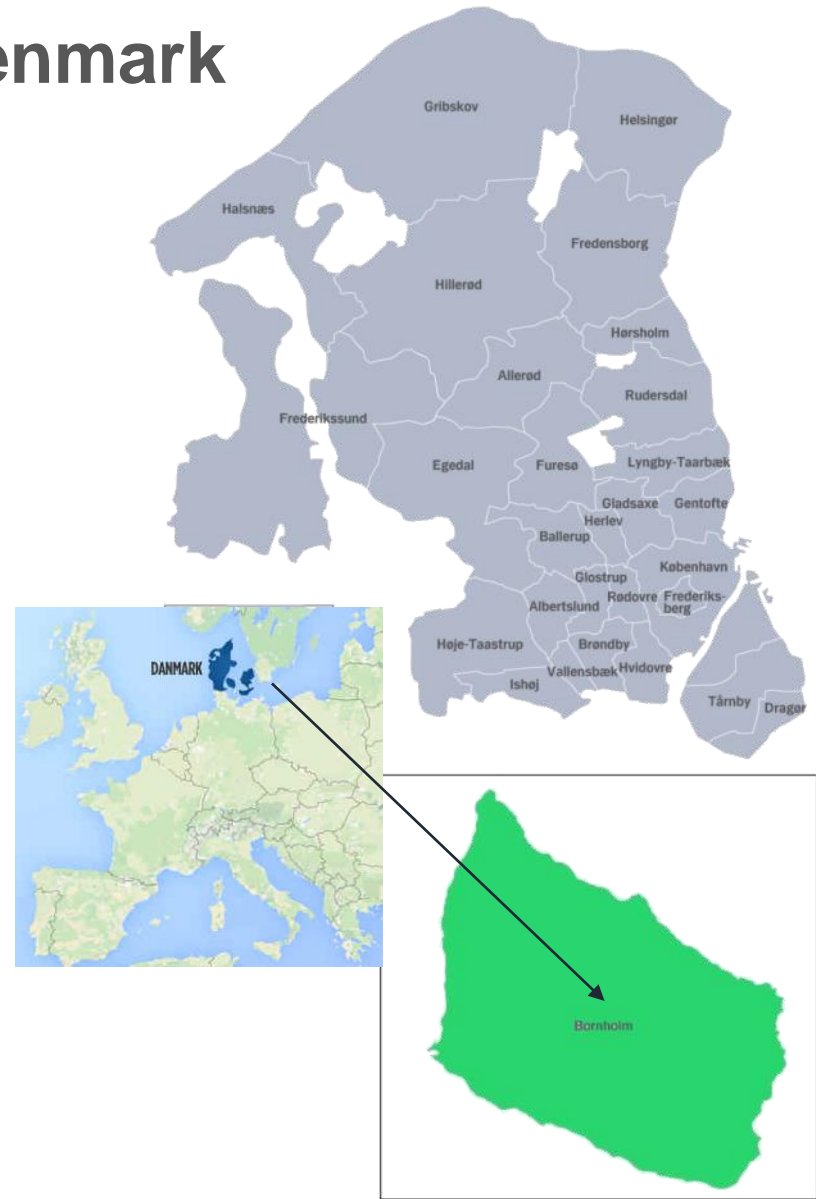 enmark
Gribskov
Helsingør
Halsnæs
Fredensborg
Hillerød
Hørsholm
Allerød
Rudersdal
Frederikssund
Egedal
Furesø
Lyngby-Taarbæk
Gladsaxe
Gentofte
Herlev
Ballerup
København
Glostrup
Albertslund
Rødovre
Frederiks-
berg
Høje-Taastrup
Brøndby
Vallensbæk
Hvidovre
Ishøj
Tårnby
Dragør
DANMARK
Bornholm